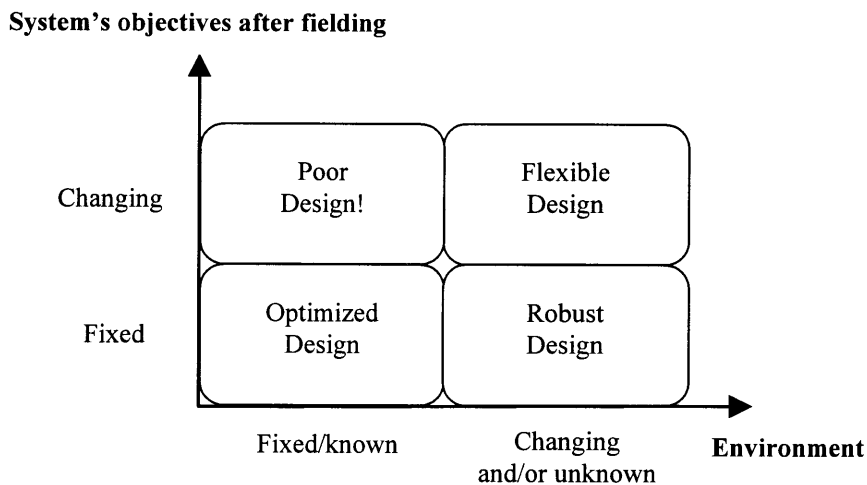 System's objectives after fielding
Poor
Design!
Flexible
Design
Changing
Optimized
Design
Robust
Design
Fixed
Fixed/known
Changing
and/or unknown
Environment